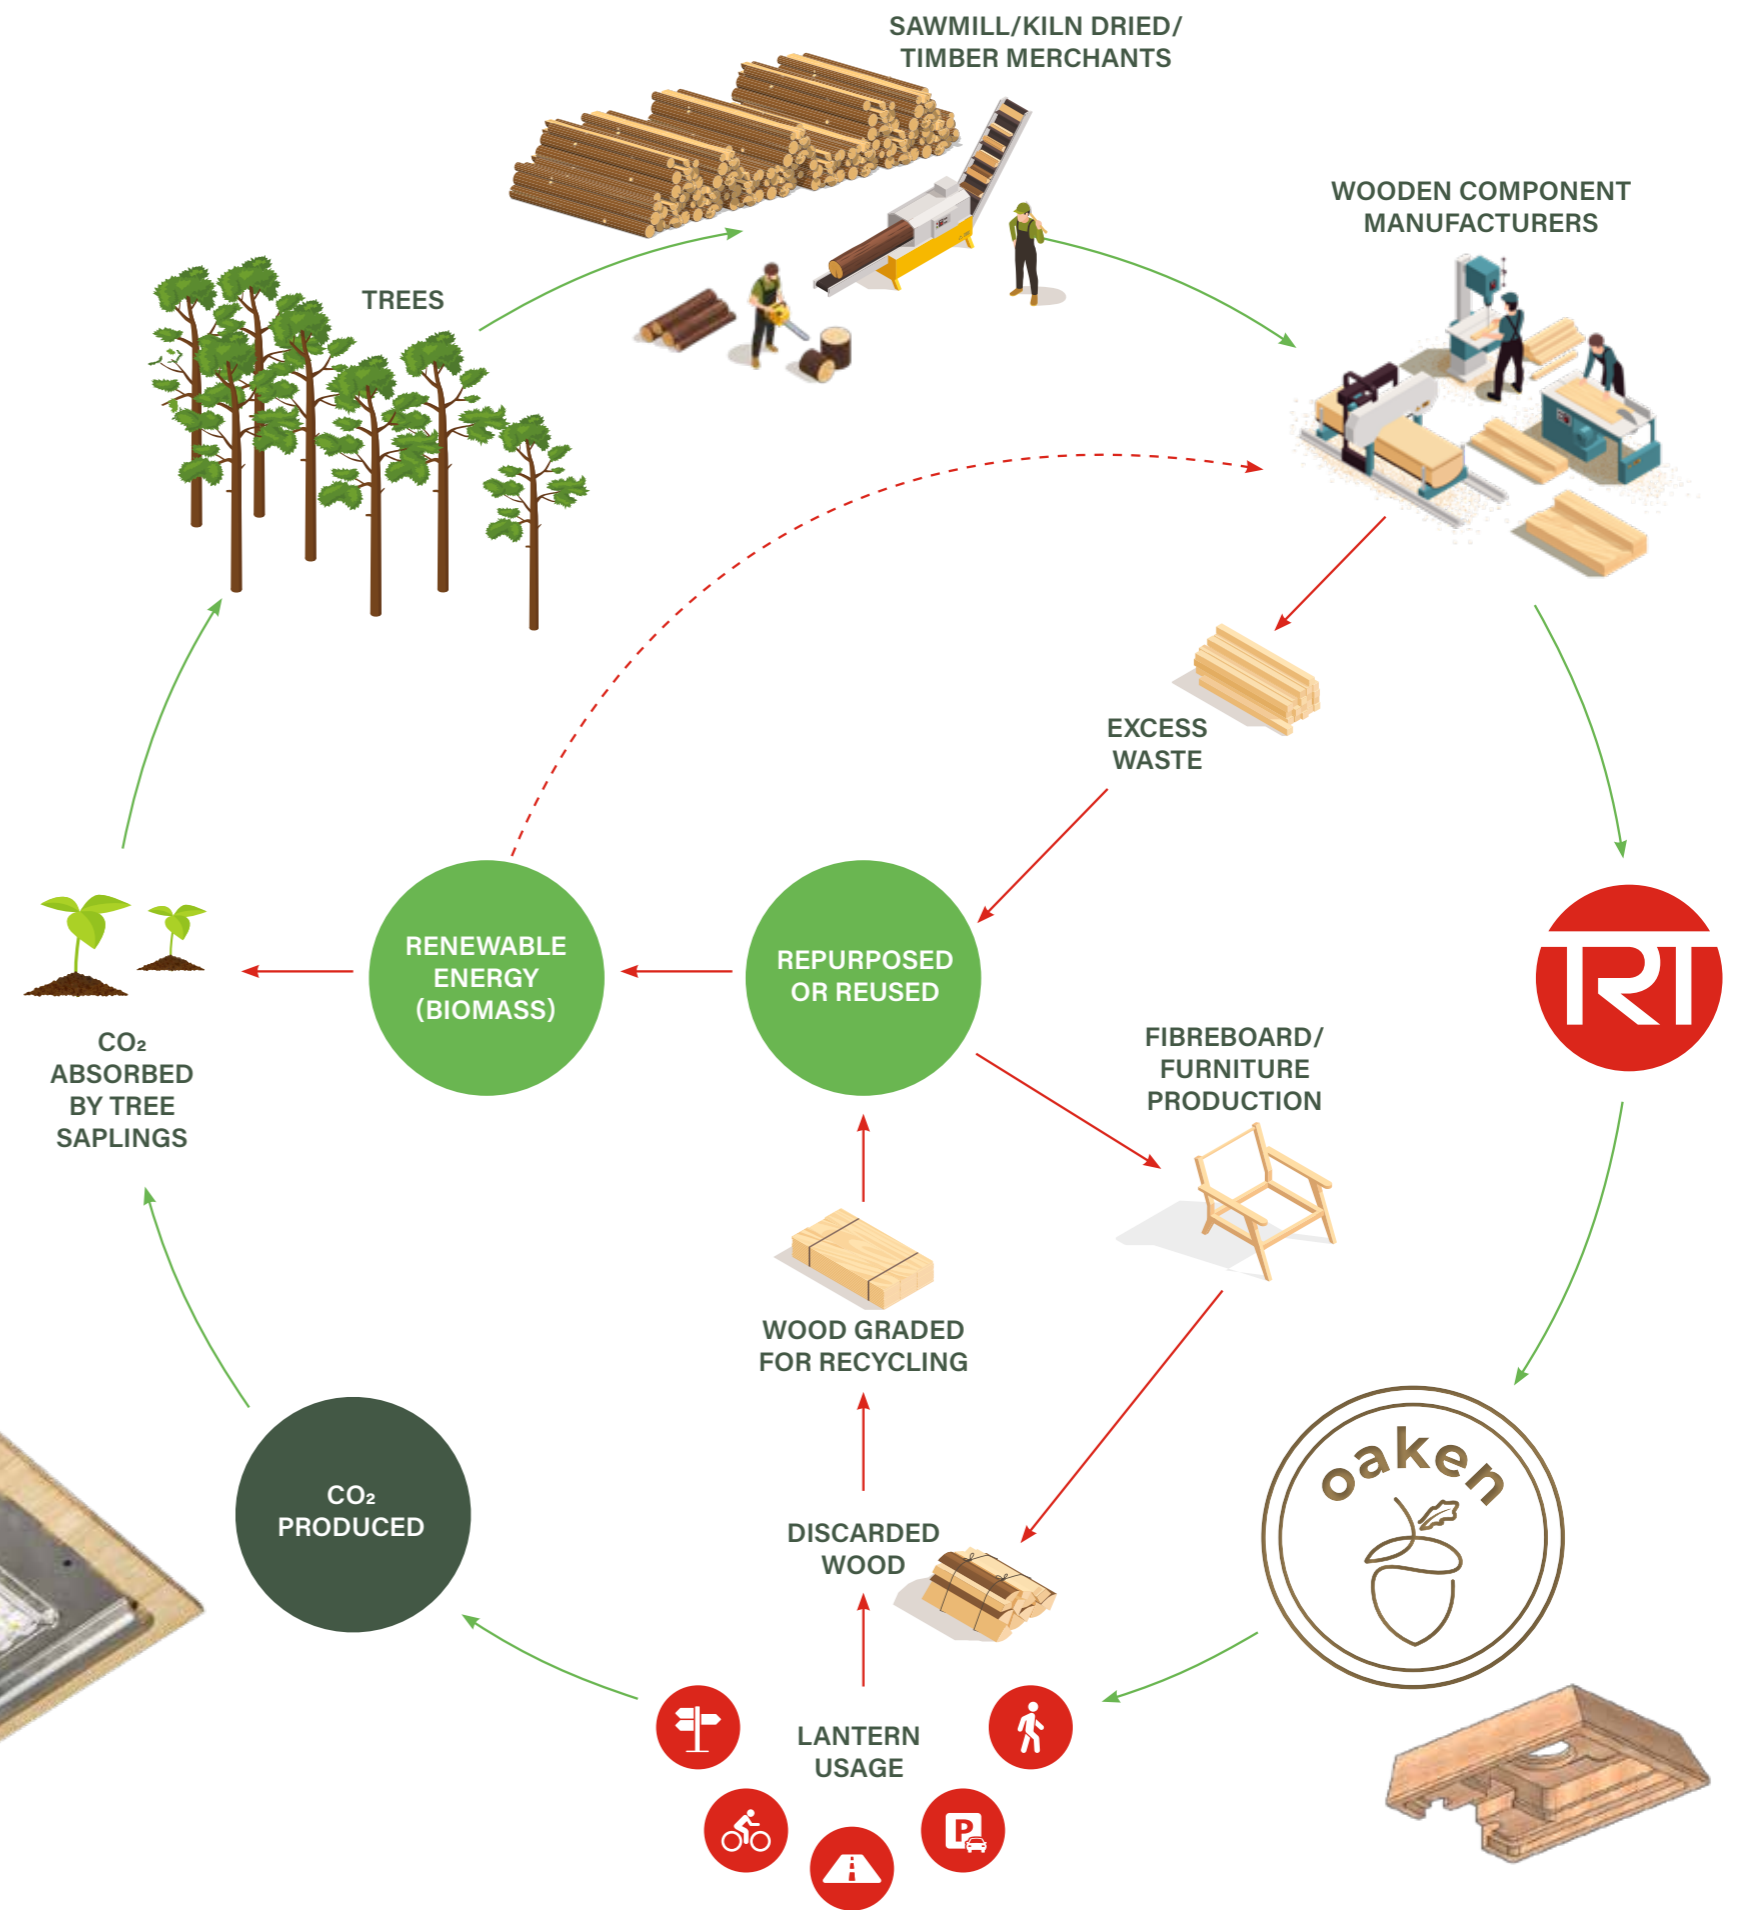 SAWMILL/KILN DRIED/
TIMBER MERCHANTS
WOODEN COMPONENT
MANUFACTURERS
TREES
EXCESS
WASTE
RENEWABLE
ENERGY
(BIOMASS)
REPURPOSED
OR REUSED
TRT
CO₂
ABSORBED
BY TREE
SAPLINGS
FIBREBOARD/
FURNITURE
PRODUCTION
WOOD GRADED
FOR RECYCLING
oaken
CO₂
PRODUCED
DISCARDED
WOOD
LANTERN
USAGE
P